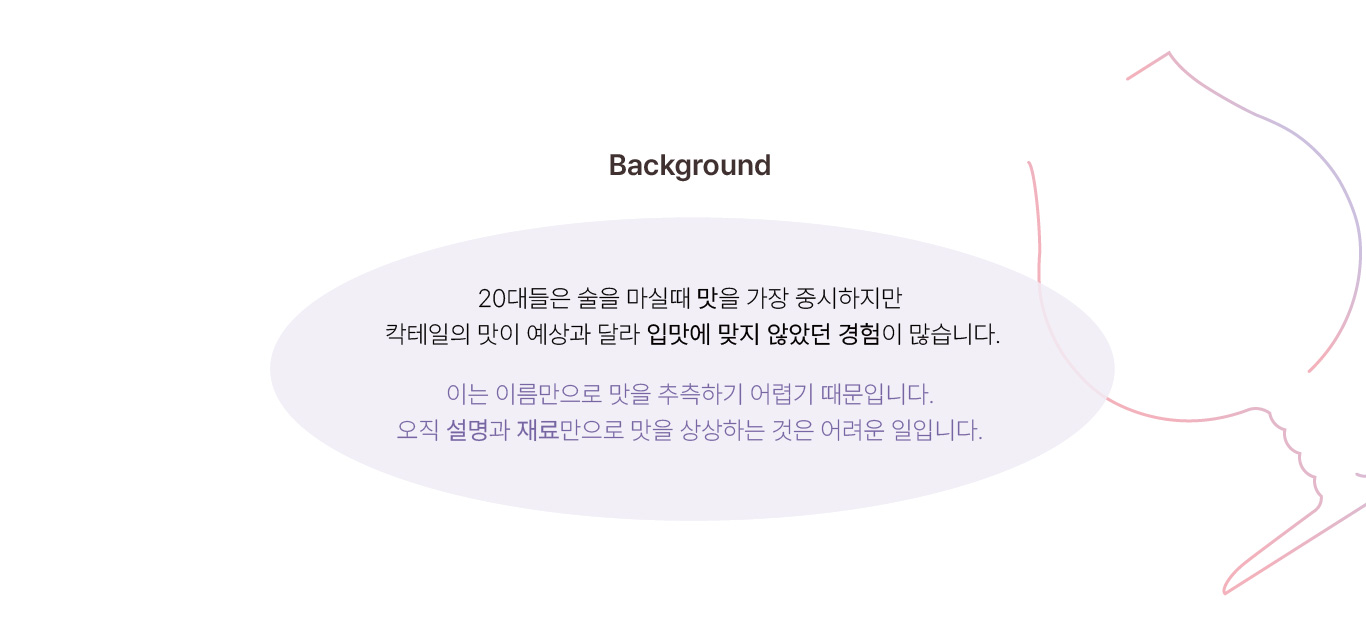 Background
20대들은 술을 마실때 맛을 가장 중시하지만
칵테일의 맛이 예상과 달라 입맛에 맞지 않았던 경험이 많습니다.
이는 이름만으로 맛을 추측하기 어렵기 때문입니다.
오직 설명과 재료만으로 맛을 상상하는 것은 어려운 일입니다.